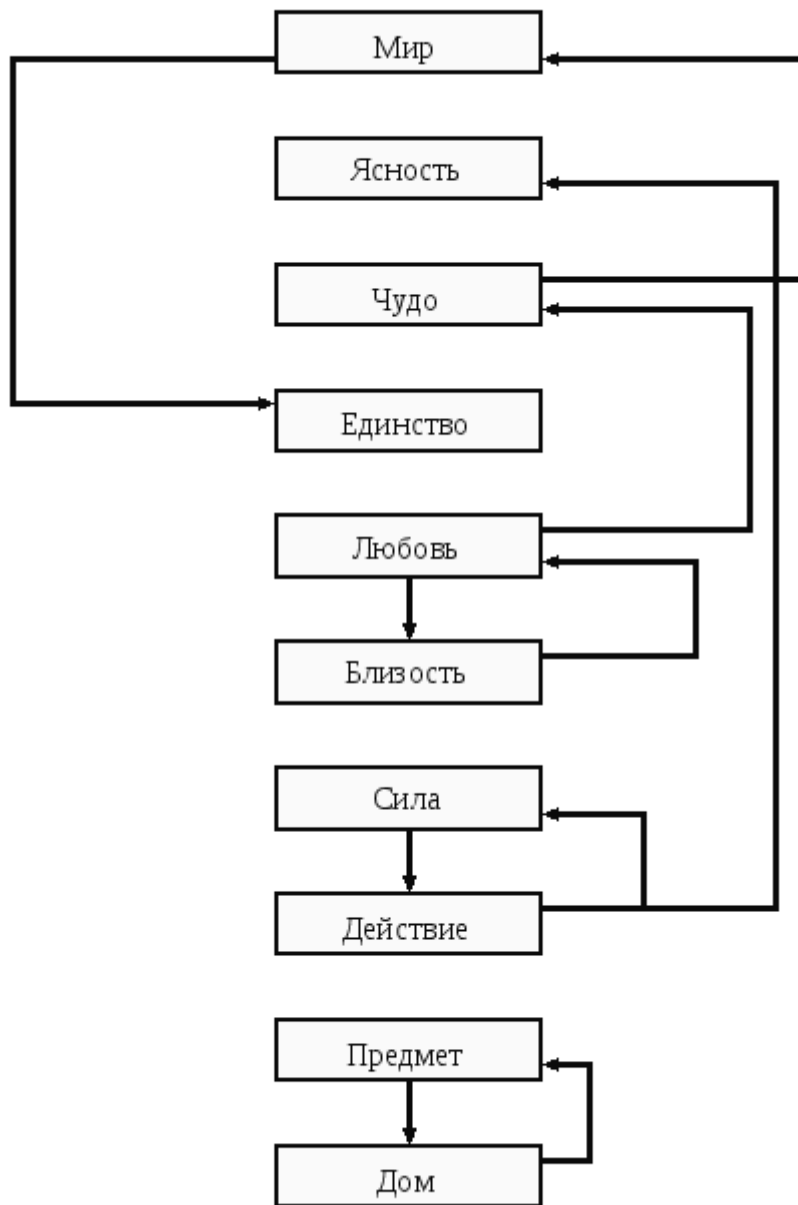 Мир
Ясность
Чудо
Единство
Любовь
Близость
Сила
Действие
Предмет
Дом